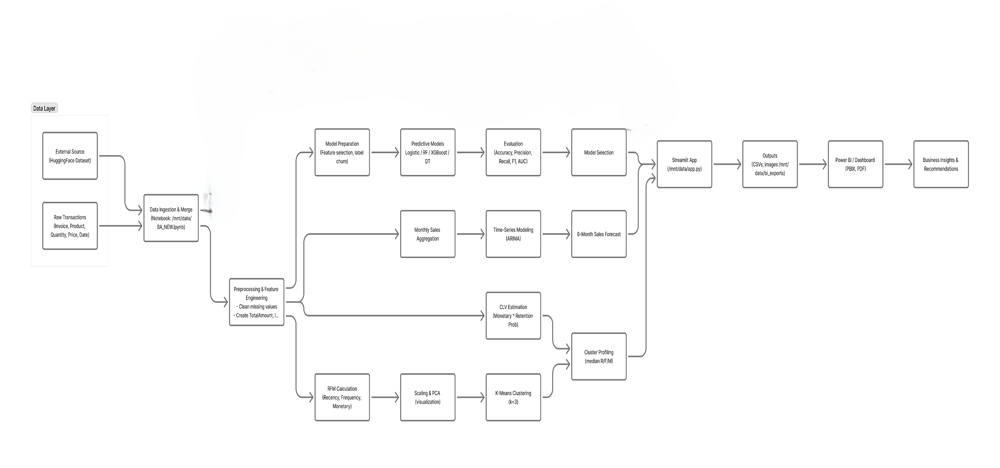 Data Layer
External Source
(HuggingFace Dataset)
Raw Transactions
(Invoice, Product,
Quantity, Price, Date)
Data Ingestion & Merge
(Notebook: /mnt/data/
BA_NEW.ipynb)
Preprocessing & Feature
Engineering
- Clean missing values
- Create TotalAmount, I...
Model Preparation
(Feature selection, label
churn)
Predictive Models
Logistic / RF / XGBoost /
DT
Evaluation
(Accuracy, Precision,
Recall, F1, AUC)
Model Selection
Monthly Sales
Aggregation
Time-Series Modeling
(ARIMA)
6-Month Sales Forecast
CLV Estimation
(Monetary * Retention
Prob)
RFM Calculation
(Recency, Frequency,
Monetary)
Scaling & PCA
(visualization)
K-Means Clustering
(k=3)
Cluster Profiling
(median R/F/M)
Streamlit App
(/mnt/data/app.py)
Outputs
(CSVs, images /mnt/
data/bi_exports)
Power BI / Dashboard
(PBIX, PDF)
Business Insights &
Recommendations